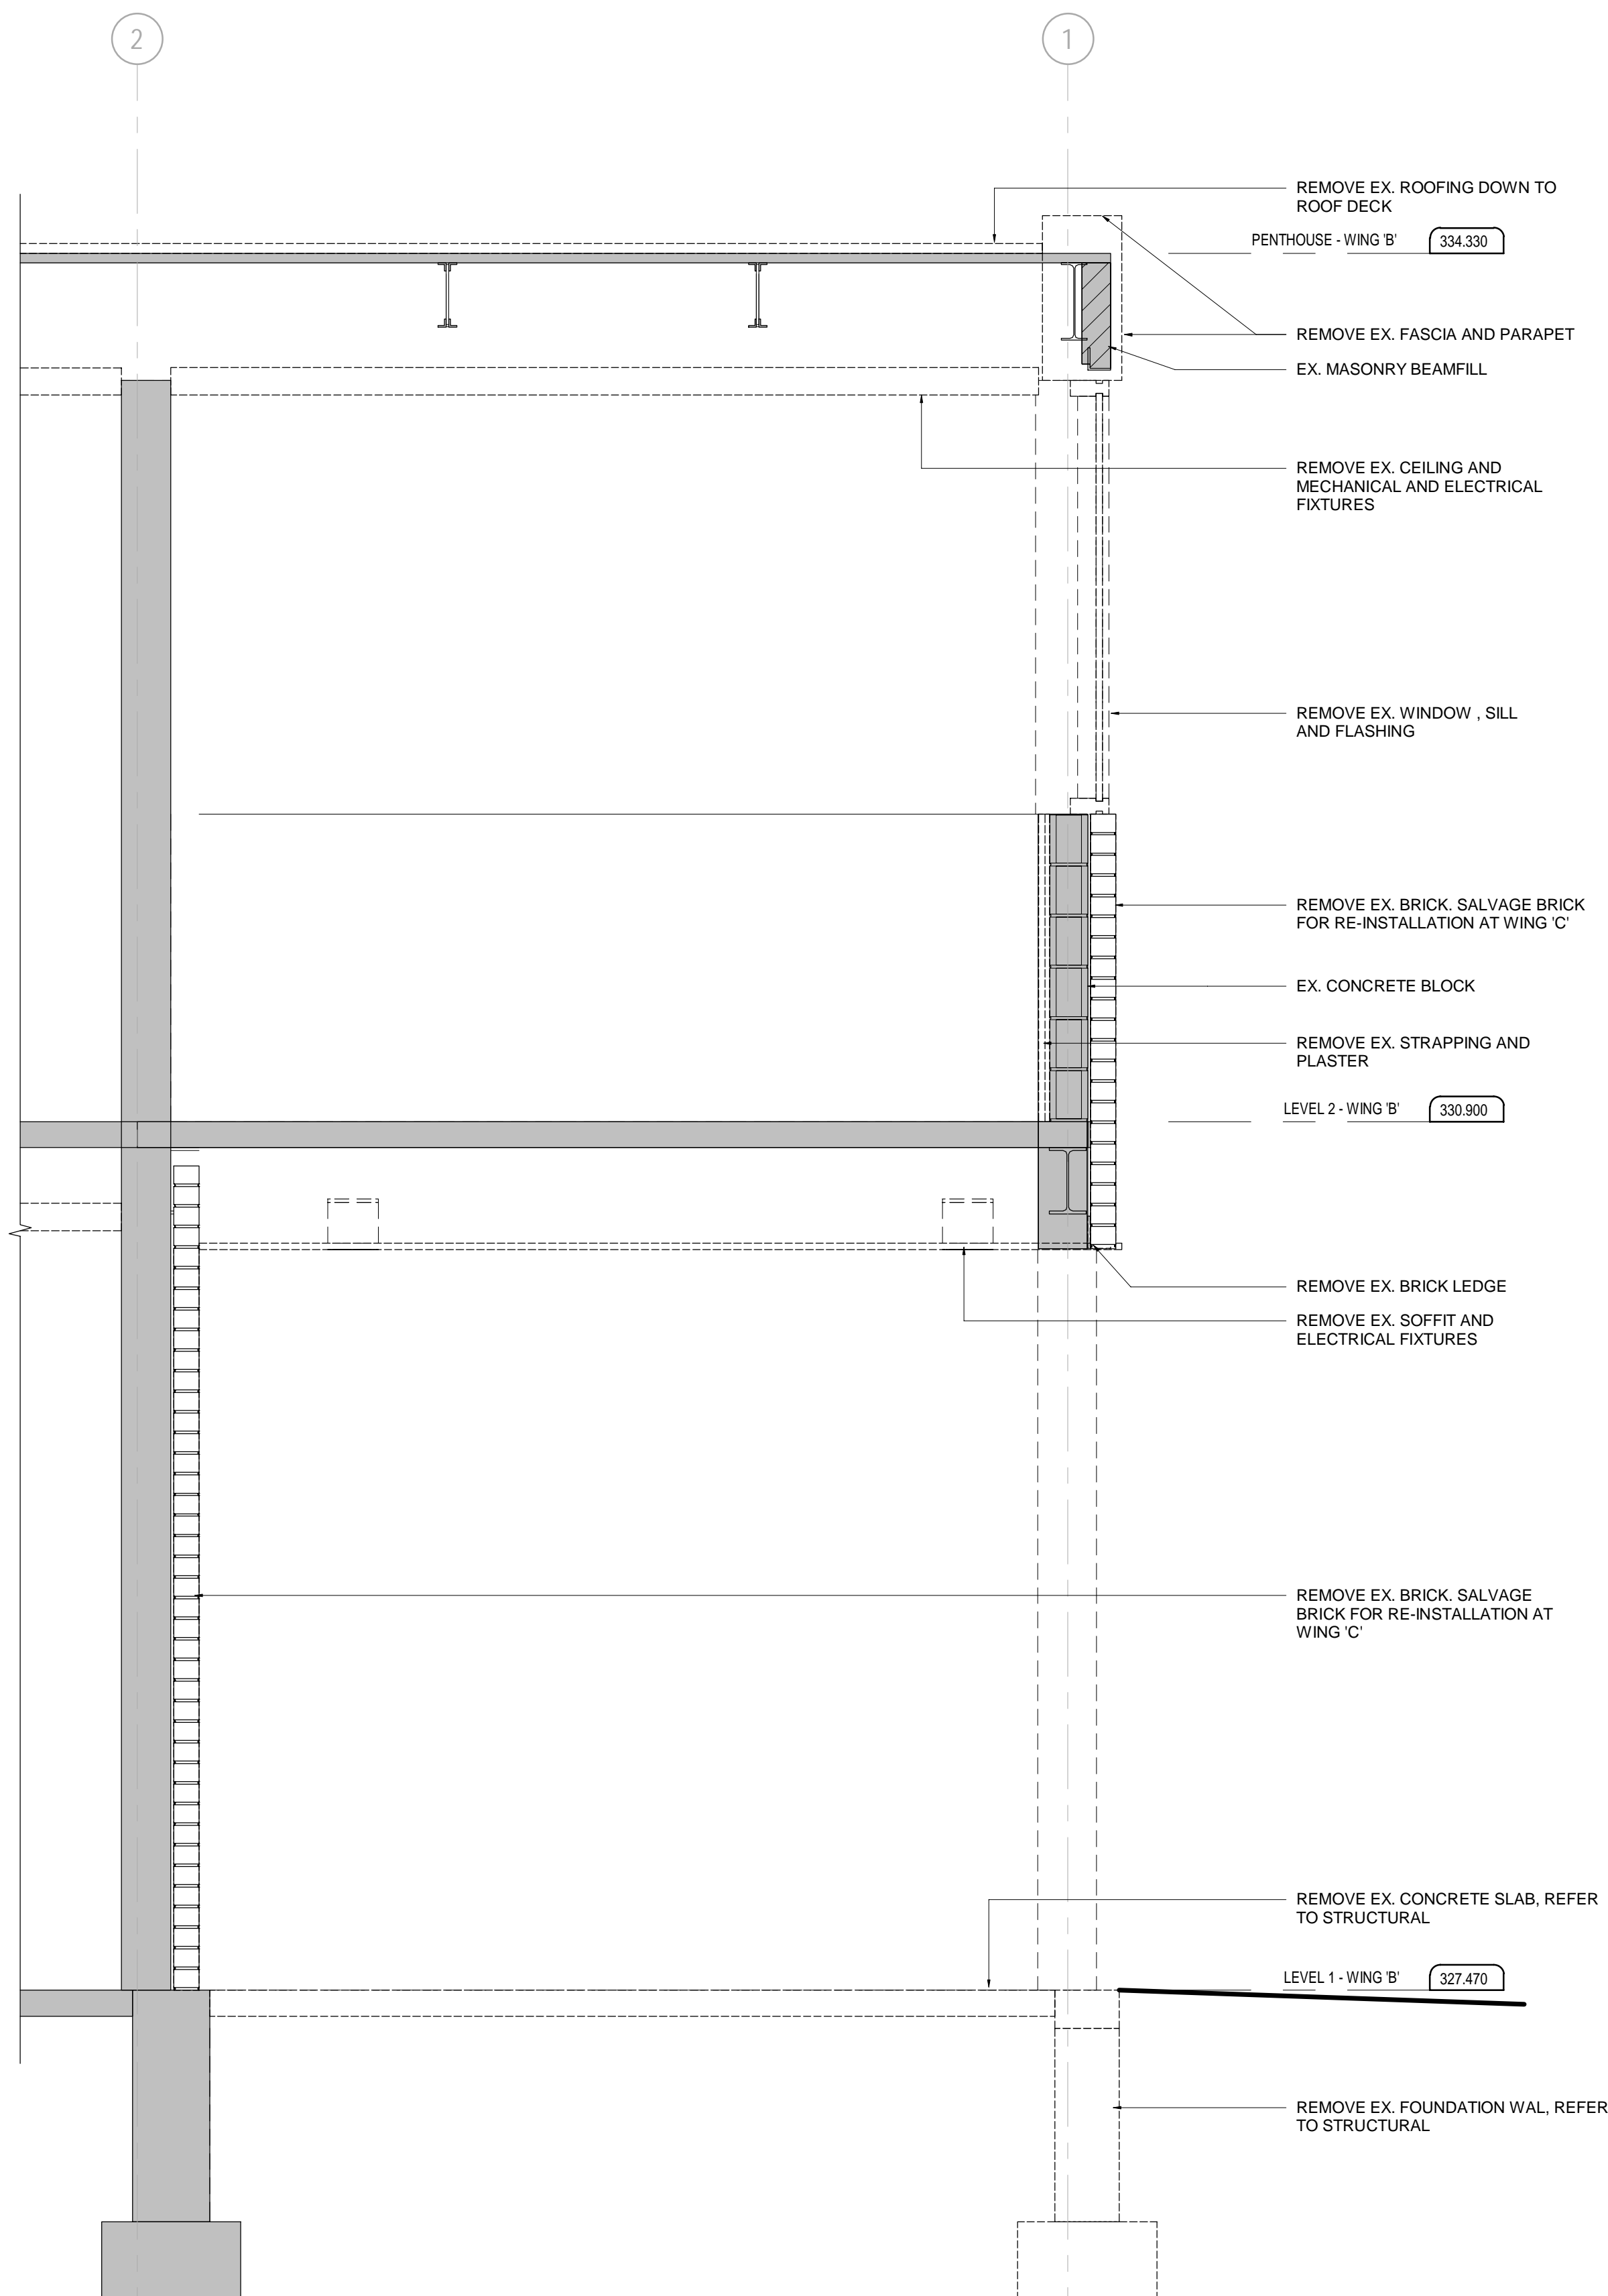 2
1
REMOVE EX. ROOFING DOWN TO
ROOF DECK
PENTHOUSE - WING 'B' 334.330
REMOVE EX. FASCIA AND PARAPET
EX. MASONRY BEAMFILL
REMOVE EX. CEILING AND
MECHANICAL AND ELECTRICAL
FIXTURES
REMOVE EX. WINDOW , SILL
AND FLASHING
REMOVE EX. BRICK. SALVAGE BRICK
FOR RE-INSTALLATION AT WING 'C'
EX. CONCRETE BLOCK
REMOVE EX. STRAPPING AND
PLASTER
LEVEL 2 - WING 'B' 330.900
REMOVE EX. BRICK LEDGE
REMOVE EX. SOFFIT AND
ELECTRICAL FIXTURES
REMOVE EX. BRICK. SALVAGE
BRICK FOR RE-INSTALLATION AT
WING 'C'
REMOVE EX. CONCRETE SLAB, REFER
TO STRUCTURAL
LEVEL 1 - WING 'B' 327.470
REMOVE EX. FOUNDATION WAL, REFER
TO STRUCTURAL